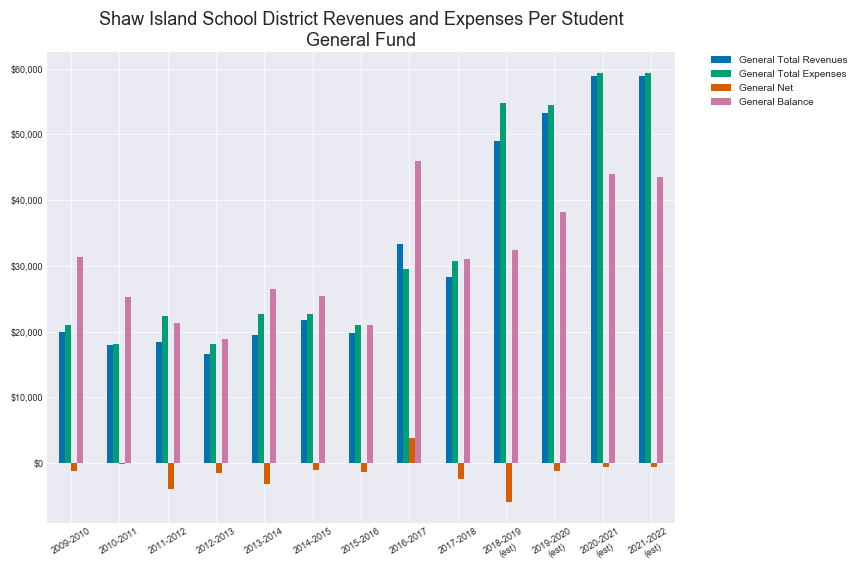 Shaw Island School District Revenues and Expenses Per Student
General Fund
General Total Revenues
General Total Expenses
General Net
General Balance
$60,000
$50,000
$40,000
$30,000
$20,000
$10,000
$0
2009-2010
2010-2011
2011-2012
2012-2013
2013-2014
2014-2015
2015-2016
2016-2017
2017-2018
2018-2019
(est)
2019-2020
(est)
2020-2021
(est)
2021-2022
(est)